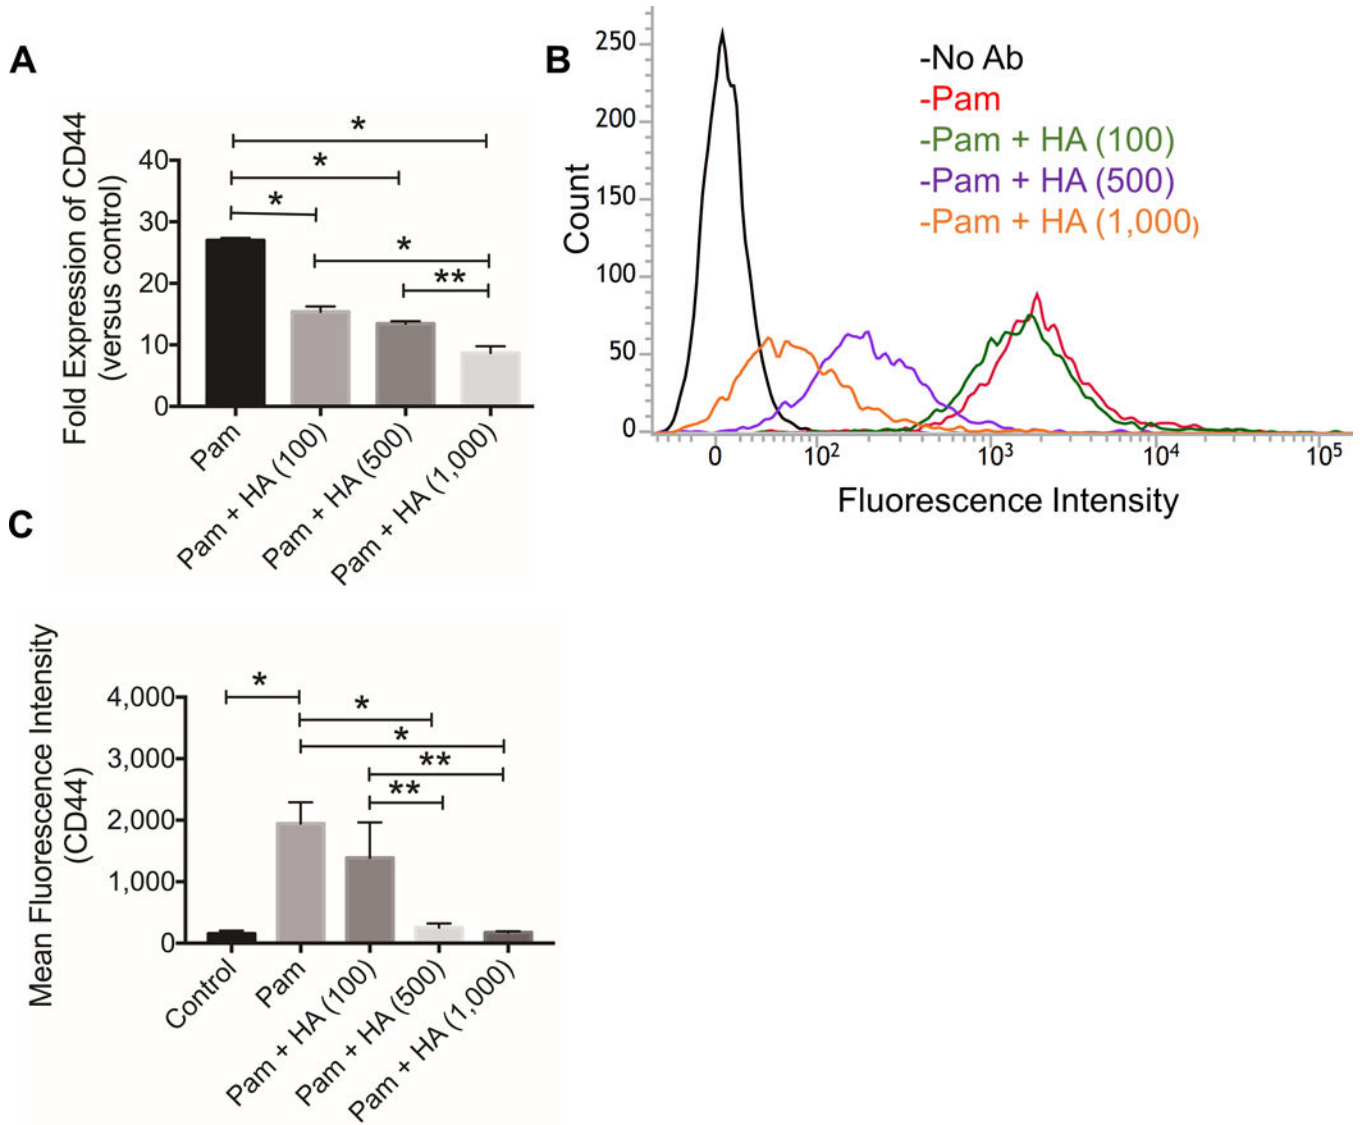 A
Fold Expression of CD44
(versus control)
40
30
20
10
0
*
*
*
*
**
Pam
Pam + HA (100)
Pam + HA (500)
Pam + HA (1,000)
B
Count
250
200
150
100
50
0
-No Ab
-Pam
-Pam + HA (100)
-Pam + HA (500)
-Pam + HA (1,000)
0
10²
10³
10⁴
10⁵
Fluorescence Intensity
C
Mean Fluorescence Intensity
(CD44)
4,000
3,000
2,000
1,000
0
*
*
*
**
**
Control
Pam
Pam + HA (100)
Pam + HA (500)
Pam + HA (1,000)